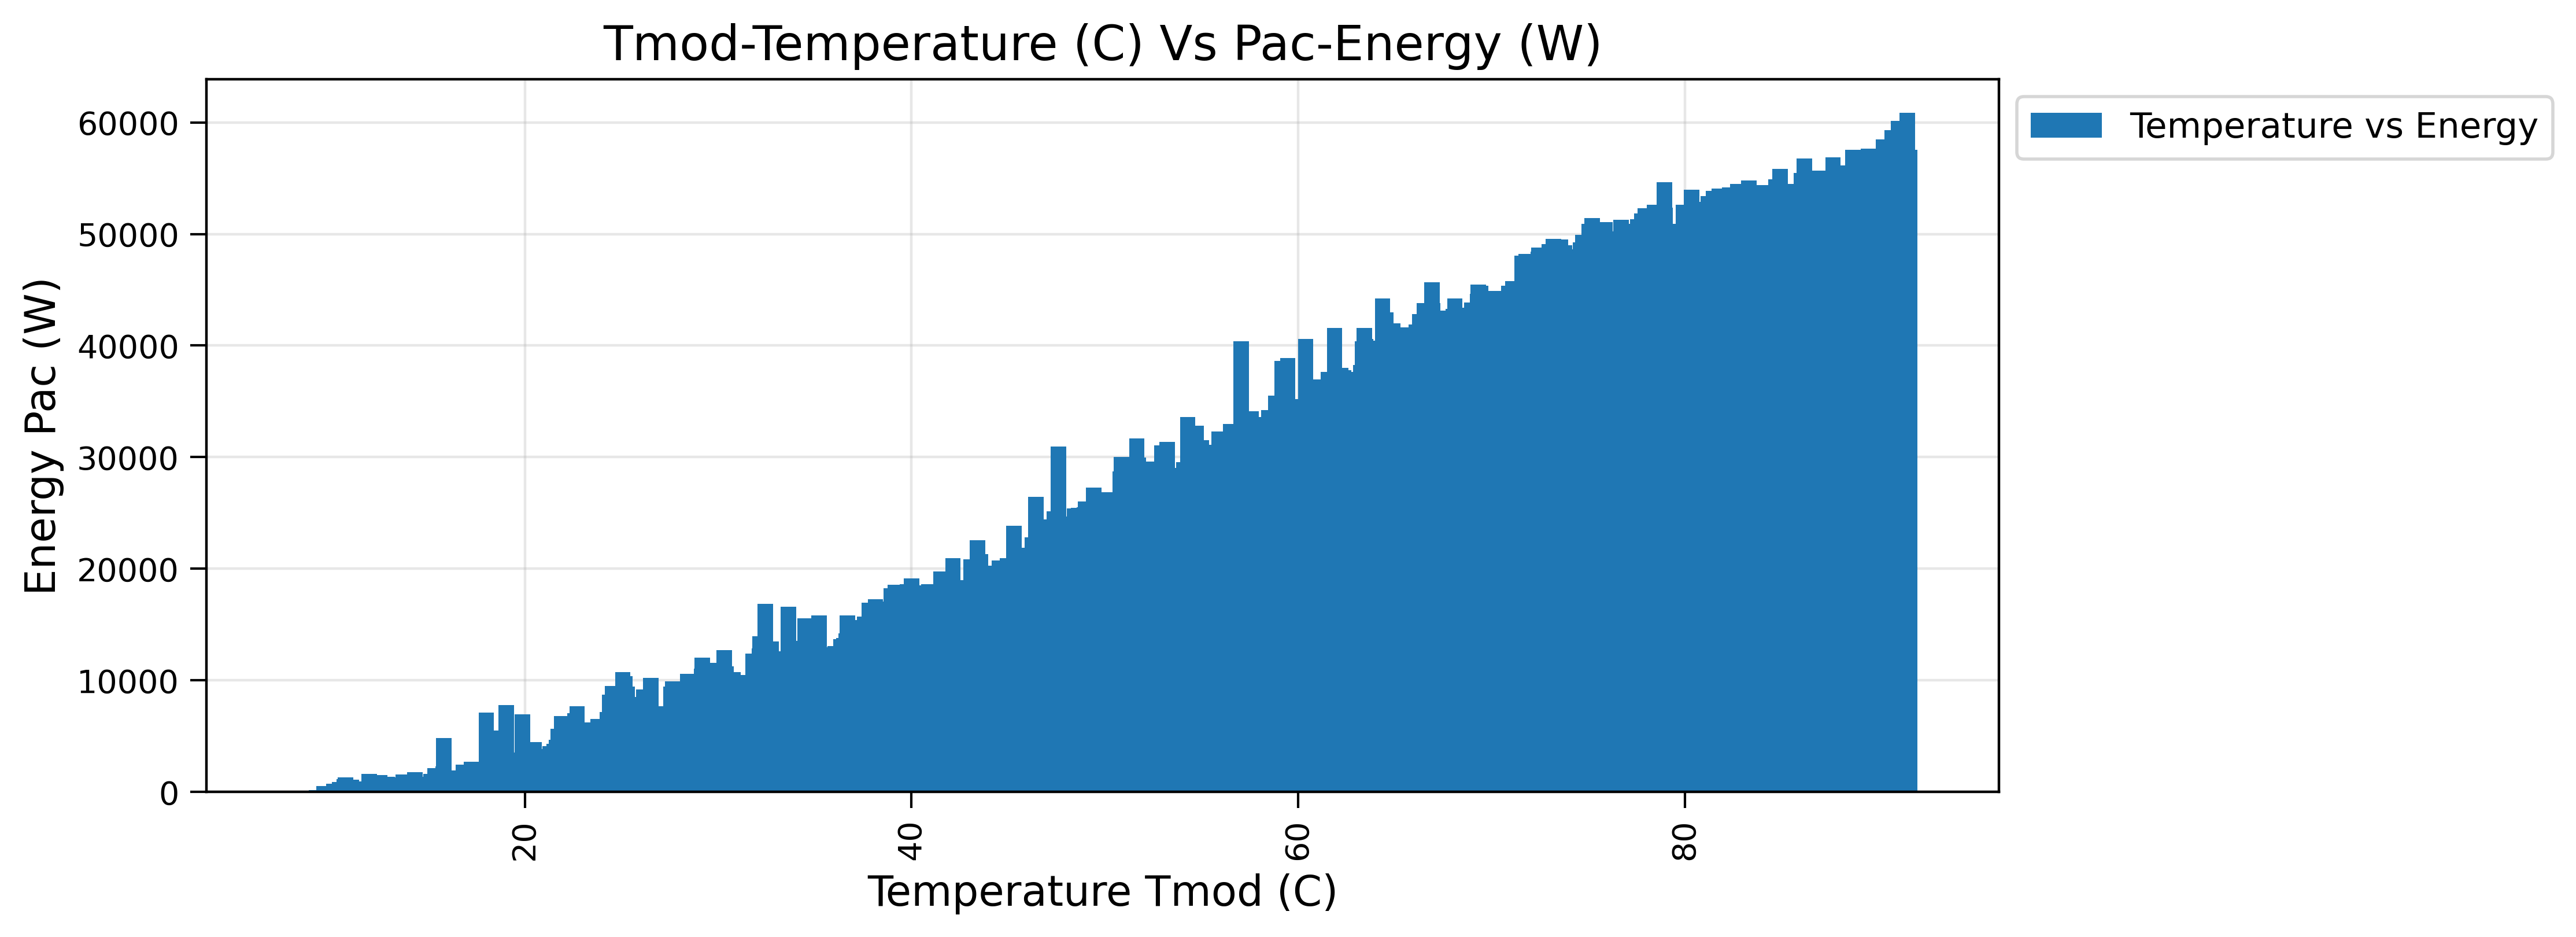 Tmod-Temperature (C) Vs Pac-Energy (W)
Temperature vs Energy
60000
50000
40000
30000
20000
10000
0
Energy Pac (W)
20
40
60
80
Temperature Tmod (C)